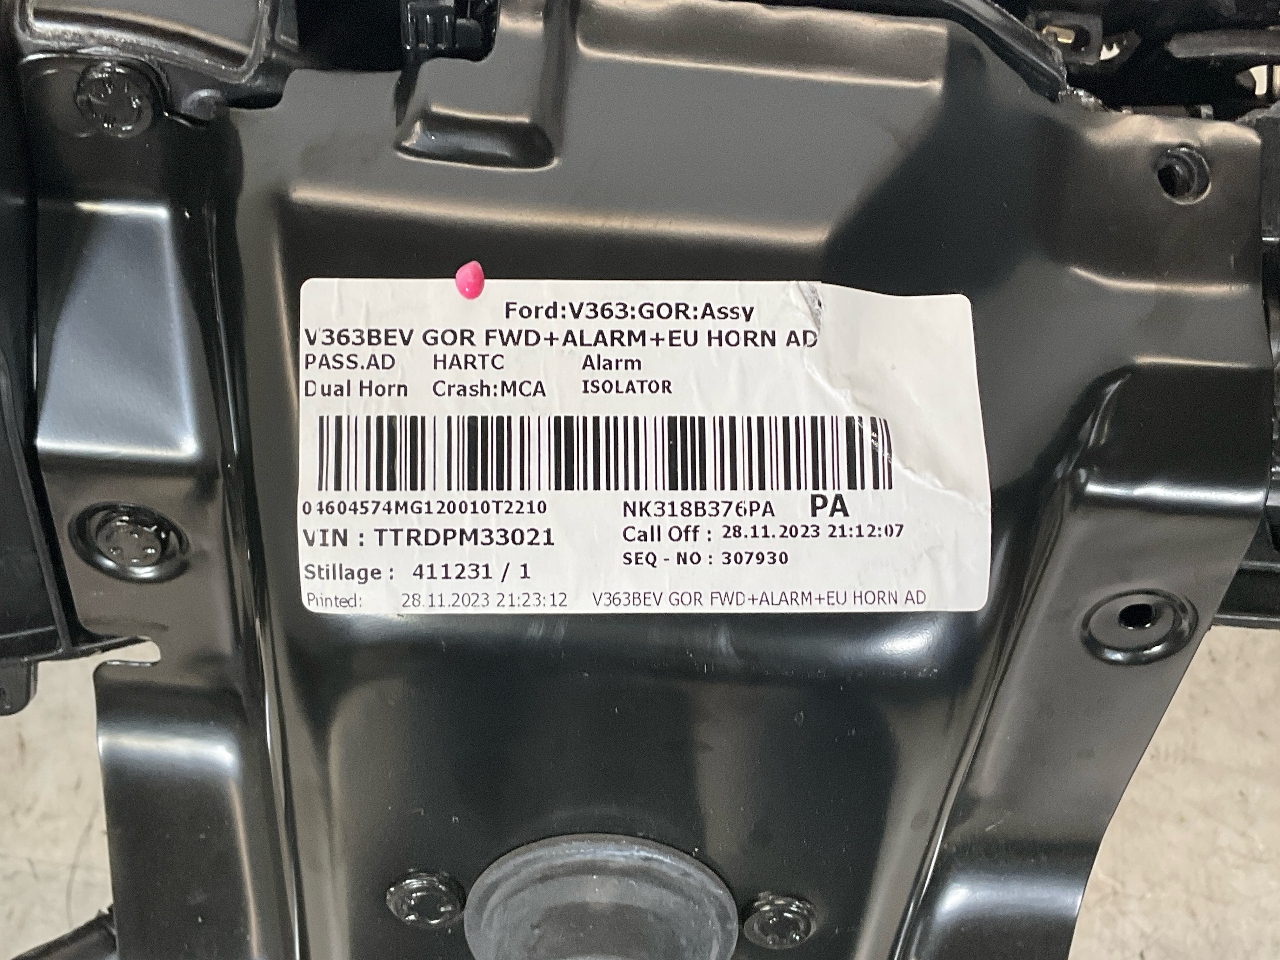 Ford:V363:GOR:Assy
V363BEV GOR FWD+ALARM+EU HORN AD
PASS.AD HARTC Alarm
Dual Horn Crash:MCA ISOLATOR
04604574MG120010T2210 NK318B376PA PA
VIN : TTRDPM33021 Call Off : 28.11.2023 21:12:07
SEQ - NO : 307930
Stillage : 411231 / 1
Printed: 28.11.2023 21:23:12 V363BEV GOR FWD+ALARM+EU HORN AD